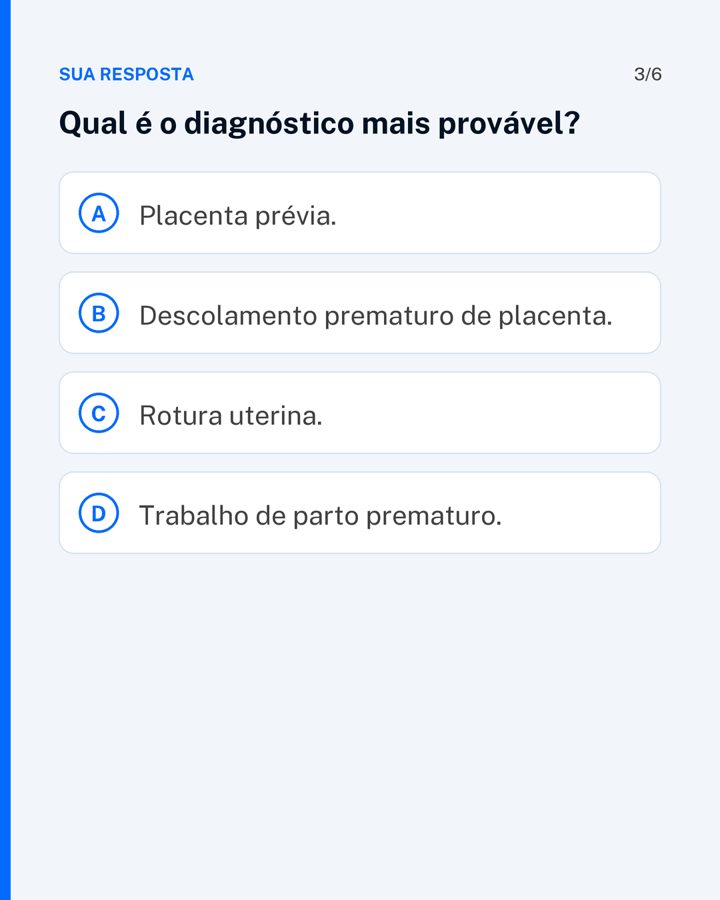 SUA RESPOSTA
3/6
Qual é o diagnóstico mais provável?
A Placenta prévia.
B Descolamento prematuro de placenta.
C Rotura uterina.
D Trabalho de parto prematuro.